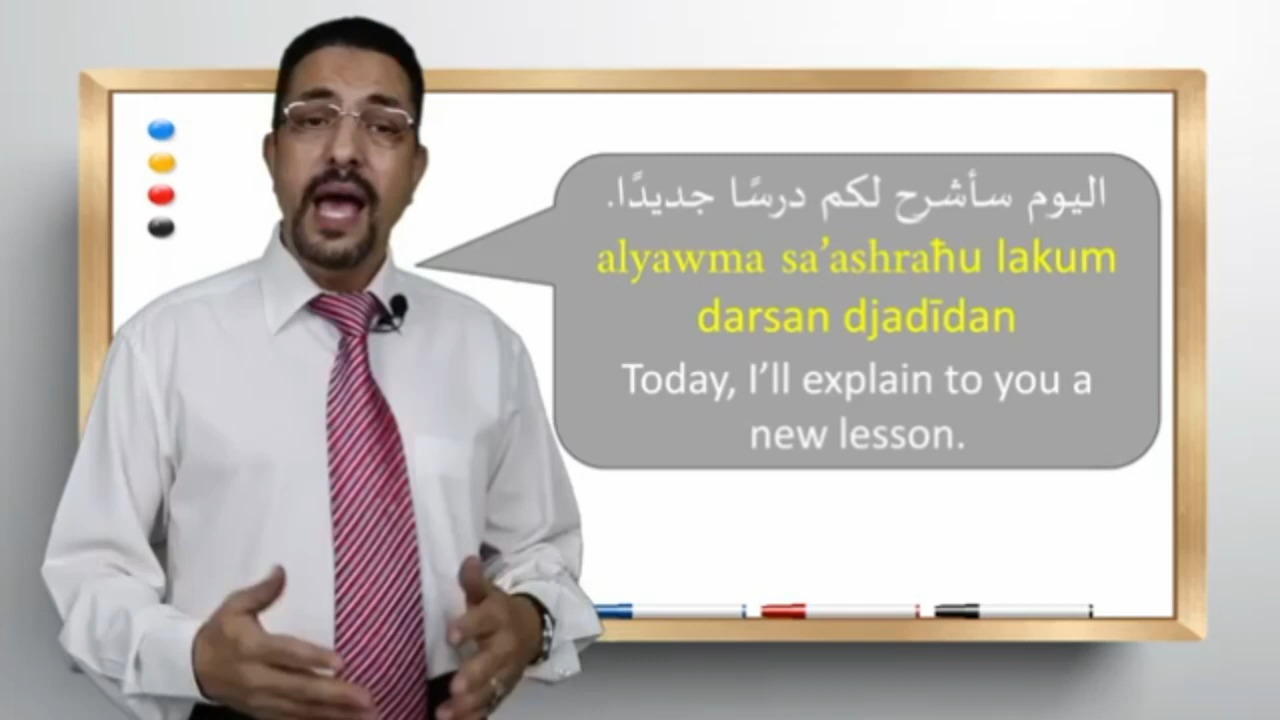 اليوم سأشرح لكم درسًا جديدًا.
alyawma sa’ashraħu lakum
darsan djadīdan
Today, I’ll explain to you a
new lesson.